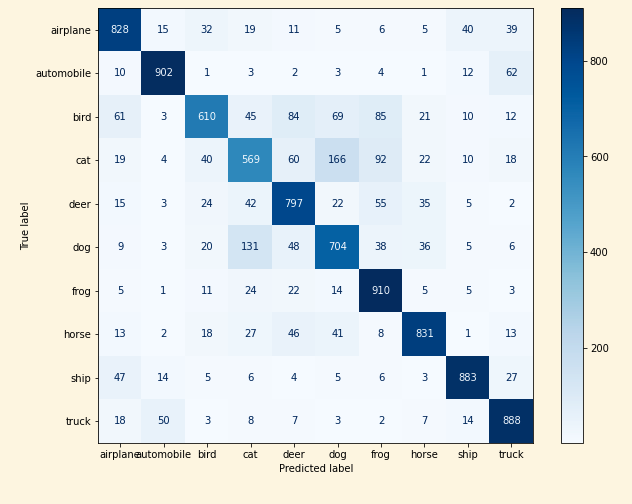 airplane 828 15 32 19 11 5 6 5 40 39
automobile 10 902 1 3 2 3 4 1 12 62
bird 61 3 610 45 84 69 85 21 10 12
cat 19 4 40 569 60 166 92 22 10 18
deer 15 3 24 42 797 22 55 35 5 2
dog 9 3 20 131 48 704 38 36 5 6
frog 5 1 11 24 22 14 910 5 5 3
horse 13 2 18 27 46 41 8 831 1 13
ship 47 14 5 6 4 5 6 3 883 27
truck 18 50 3 8 7 3 2 7 14 888
airplane automobile bird cat deer dog frog horse ship truck
Predicted label
True label
800
600
400
200